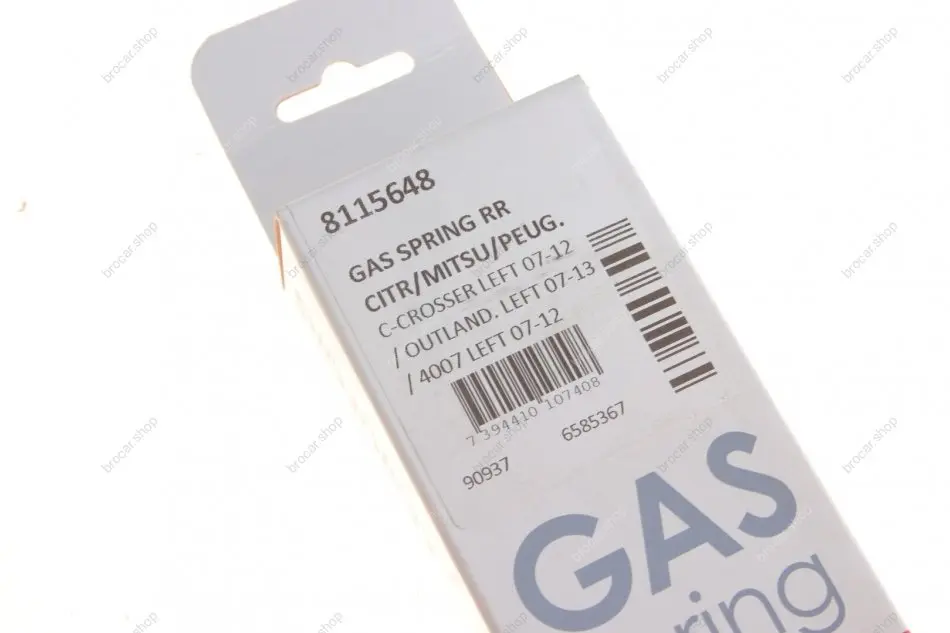 8115648
GAS SPRING RR
CITR/MITSU/PEUG.
C-CROSSER LEFT 07-12
/ OUTLAND. LEFT 07-13
/ 4007 LEFT 07-12
7 394410 107408
90937 6585367
GAS
ring
brocar.shop